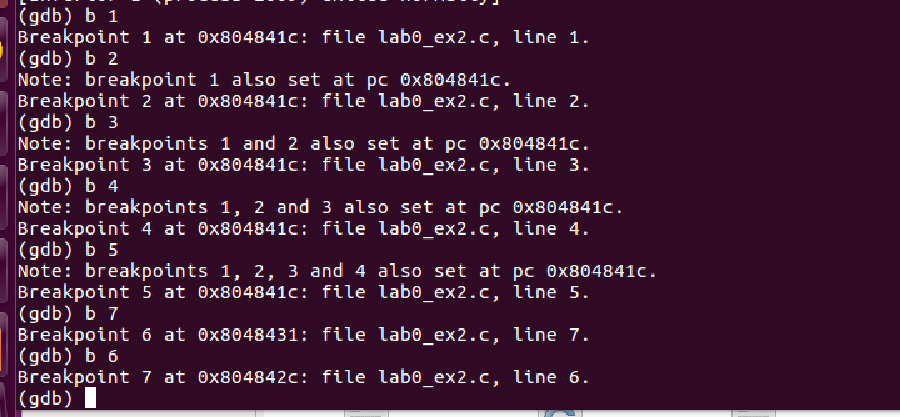 (gdb) b 1
Breakpoint 1 at 0x804841c: file lab0_ex2.c, line 1.
(gdb) b 2
Note: breakpoint 1 also set at pc 0x804841c.
Breakpoint 2 at 0x804841c: file lab0_ex2.c, line 2.
(gdb) b 3
Note: breakpoints 1 and 2 also set at pc 0x804841c.
Breakpoint 3 at 0x804841c: file lab0_ex2.c, line 3.
(gdb) b 4
Note: breakpoints 1, 2 and 3 also set at pc 0x804841c.
Breakpoint 4 at 0x804841c: file lab0_ex2.c, line 4.
(gdb) b 5
Note: breakpoints 1, 2, 3 and 4 also set at pc 0x804841c.
Breakpoint 5 at 0x804841c: file lab0_ex2.c, line 5.
(gdb) b 7
Breakpoint 6 at 0x8048431: file lab0_ex2.c, line 7.
(gdb) b 6
Breakpoint 7 at 0x804842c: file lab0_ex2.c, line 6.
(gdb)